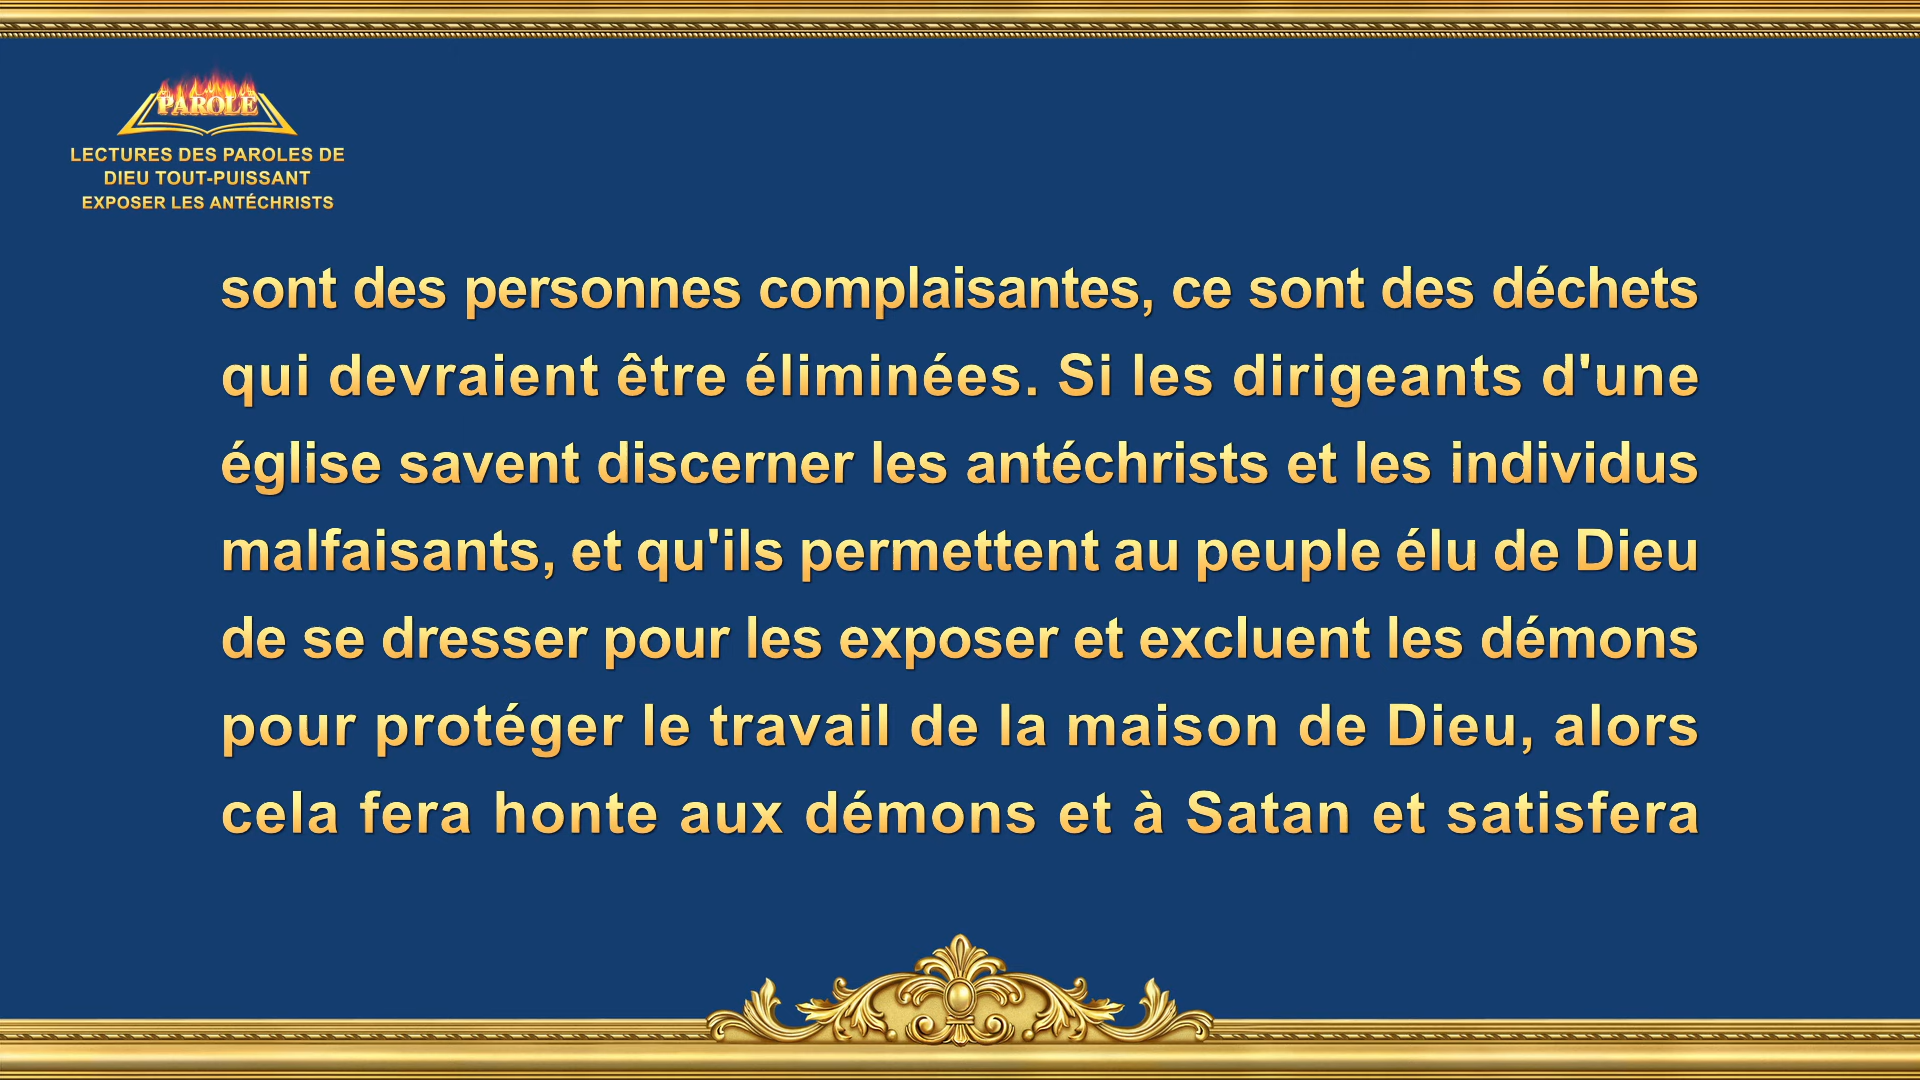 PAROLE
LECTURES DES PAROLES DE
DIEU TOUT-PUISSANT
EXPOSER LES ANTÉCHRISTS
sont des personnes complaisantes, ce sont des déchets
qui devraient être éliminées. Si les dirigeants d'une
église savent discerner les antéchrists et les individus
malfaisants, et qu'ils permettent au peuple élu de Dieu
de se dresser pour les exposer et excluent les démons
pour protéger le travail de la maison de Dieu, alors
cela fera honte aux démons et à Satan et satisfera